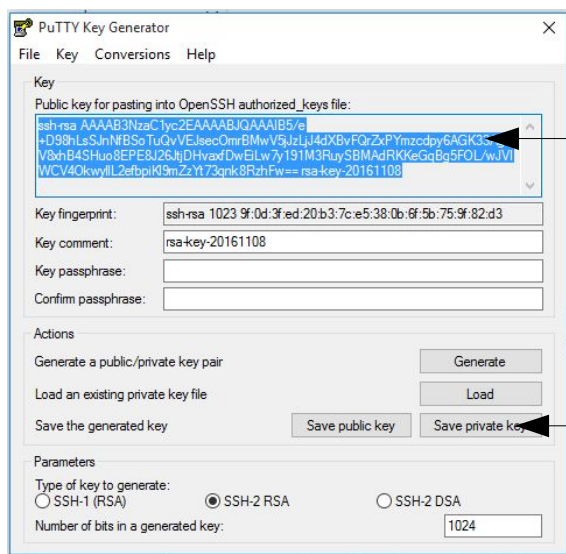 PuTTY Key Generator
File Key Conversions Help
Key
Public key for pasting into OpenSSH authorized_keys file:
ssh-rsa AAAAB3NzaC1yc2EAAAABJQAAAIB5/e
IWCV4OkwyIlL2efbpiKl9mZzYt73qnk8RzhFw== rsa-key-20161108
Key fingerprint: ssh-rsa 1023 9f:0d:3f:ed:20:b3:7c:e5:38:0b:6f:5b:75:9f:82:d3
Key comment: rsa-key-20161108
Key passphrase:
Confirm passphrase:
Actions
Generate a public/private key pair Generate
Load an existing private key file Load
Save the generated key Save public key Save private key
Parameters
Type of key to generate:
SSH-1 (RSA) SSH-2 RSA SSH-2 DSA
Number of bits in a generated key: 1024